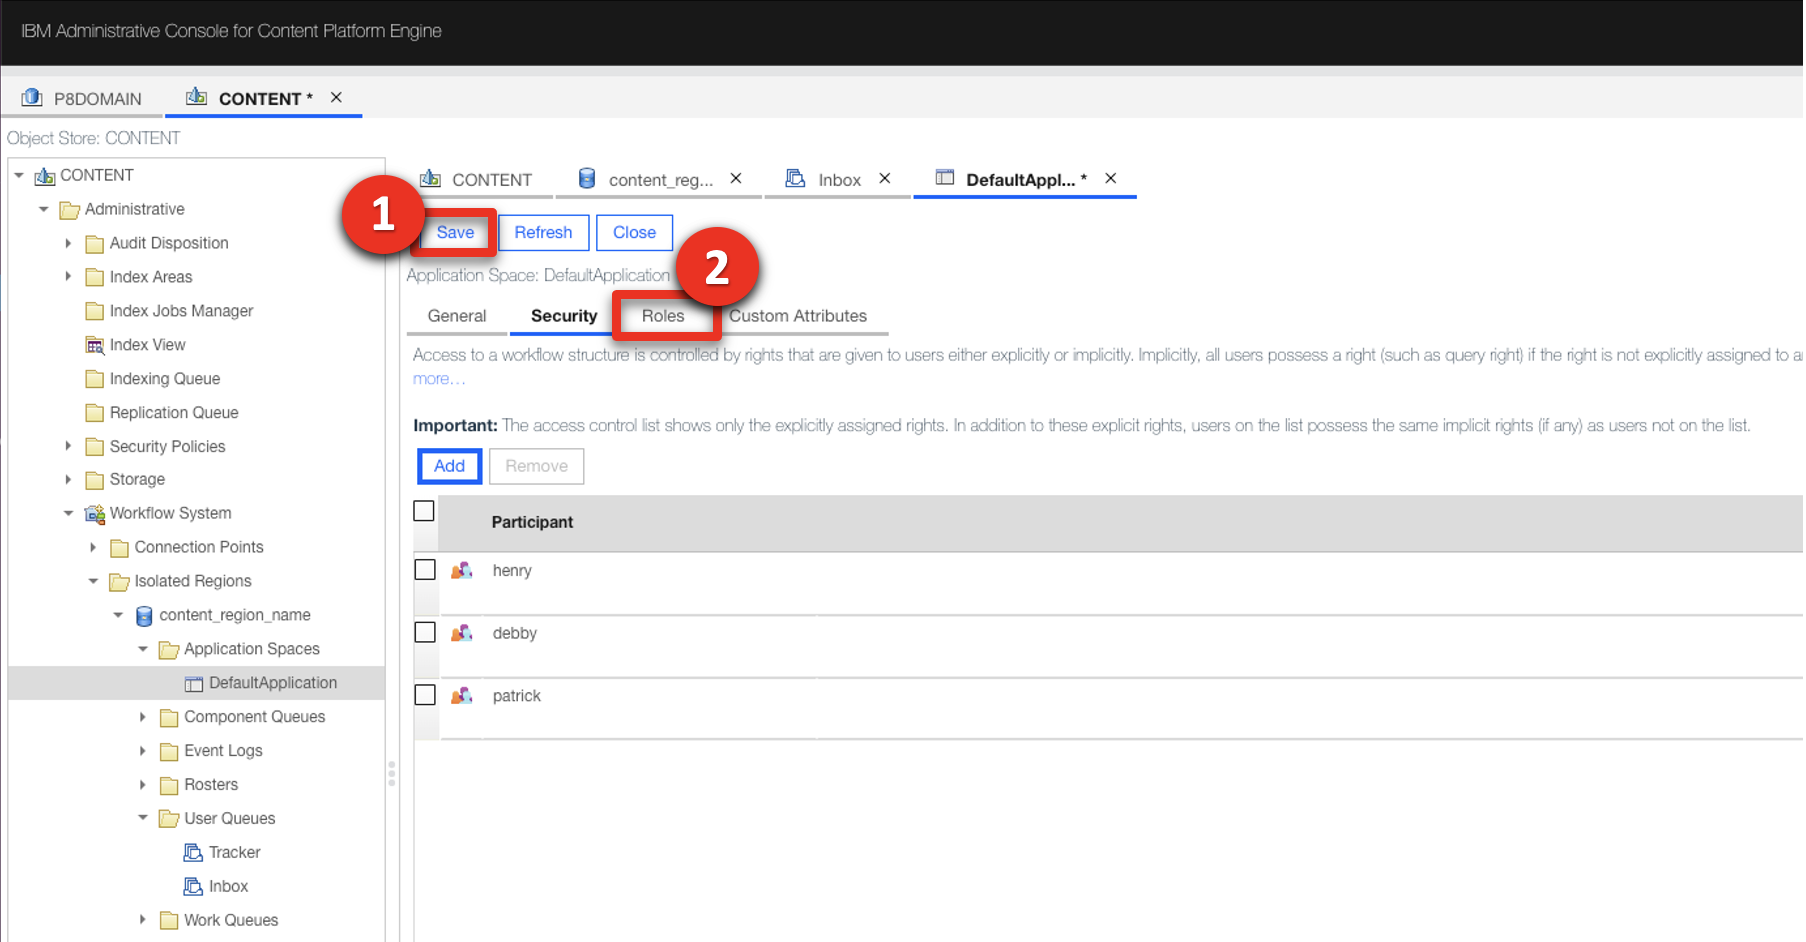 IBM Administrative Console for Content Platform Engine
P8DOMAIN
CONTENT *
Object Store: CONTENT
CONTENT
Administrative
Audit Disposition
Index Areas
Index Jobs Manager
Index View
Indexing Queue
Replication Queue
Security Policies
Storage
Workflow System
Connection Points
Isolated Regions
content_region_name
Application Spaces
DefaultApplication
Component Queues
Event Logs
Rosters
User Queues
Tracker
Inbox
Work Queues
CONTENT
content_reg...
Inbox
DefaultAppl... *
1
Save
Refresh
Close
Application Space: DefaultApplication
2
General
Security
Roles
Custom Attributes
Access to a workflow structure is controlled by rights that are given to users either explicitly or implicitly. Implicitly, all users possess a right (such as query right) if the right is not explicitly assigned to
more...
Important: The access control list shows only the explicitly assigned rights. In addition to these explicit rights, users on the list possess the same implicit rights (if any) as users not on the list.
Add
Remove
Participant
henry
debby
patrick